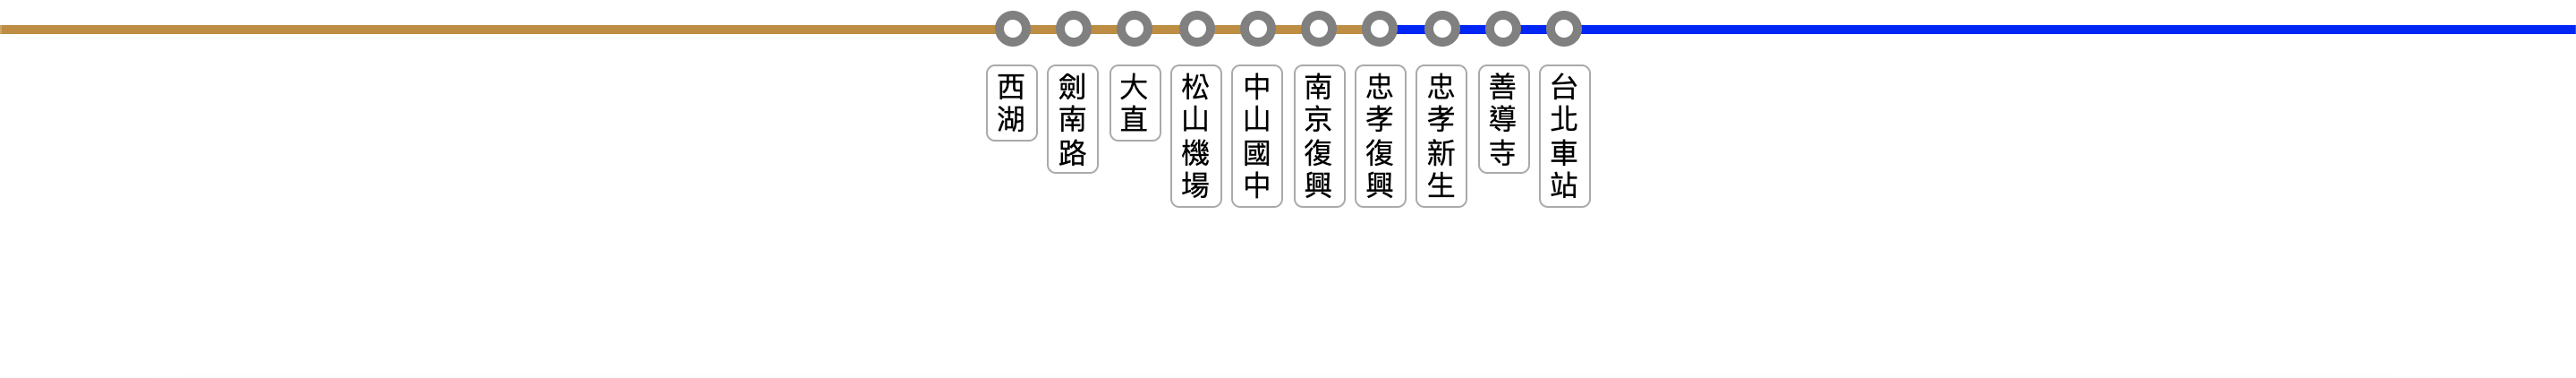 西湖
劍南路
大直
松山機場
中山國中
南京復興
忠孝復興
忠孝新生
善導寺
台北車站